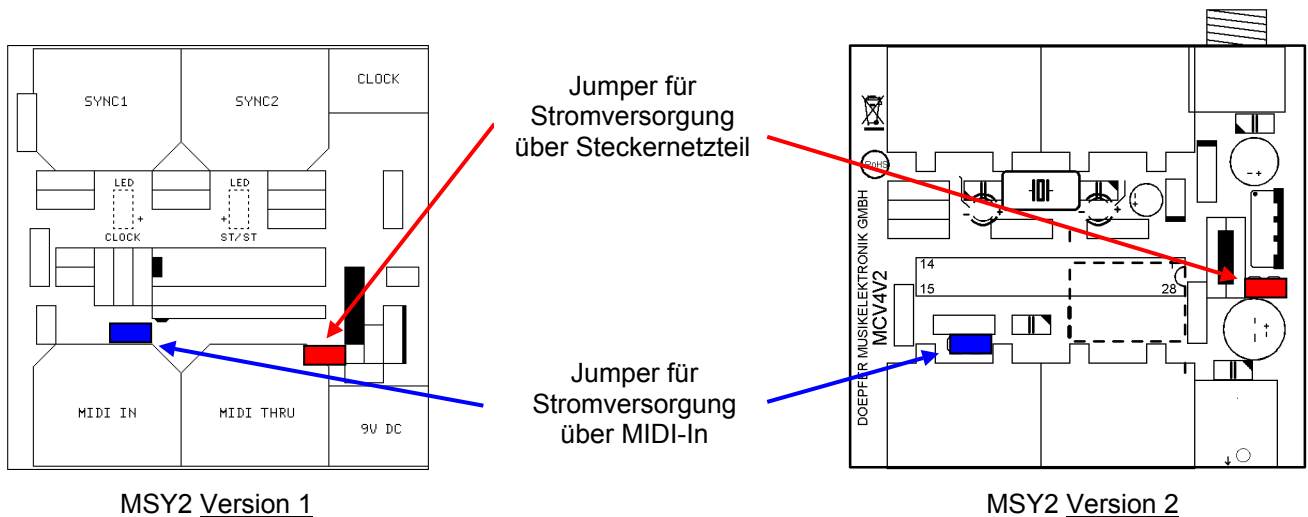 SYNC1
SYNC2
CLOCK
LED
LED
CLOCK
ST/ST
MIDI IN
MIDI THRU
9V DC
MSY2 Version 1
Jumper für
Stromversorgung
über Steckernetzteil
Jumper für
Stromversorgung
über MIDI-In
RoHS
DOEPFER MUSIKELEKTRONIK GMBH
MCV4V2
14
1
15
28
MSY2 Version 2